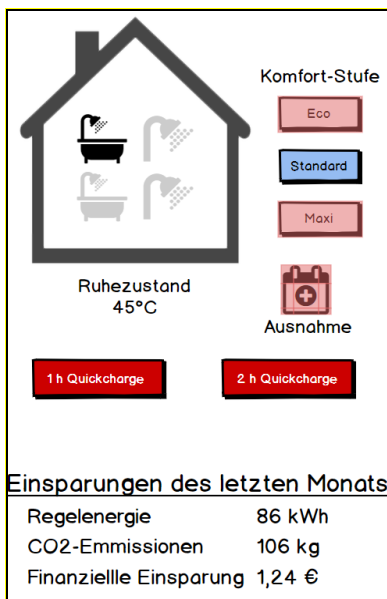 Komfort-Stufe
Eco
Standard
Maxi
Ruhezustand
45°C
Ausnahme
1 h Quickcharge
2 h Quickcharge
Einsparungen des letzten Monats
Regelenergie 86 kWh
CO2-Emmissionen 106 kg
Finanziellle Einsparung 1,24 €